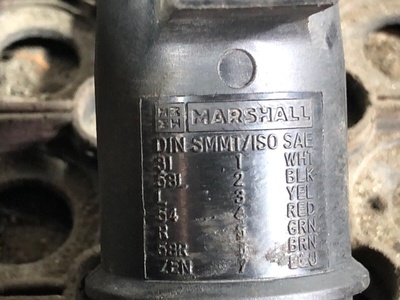 MARSHALL
DIN SMMT/ISO SAE
31 1 WHT
58L 2 BLK
L 3 YEL
54 4 RED
R GRN
58R BRN
7